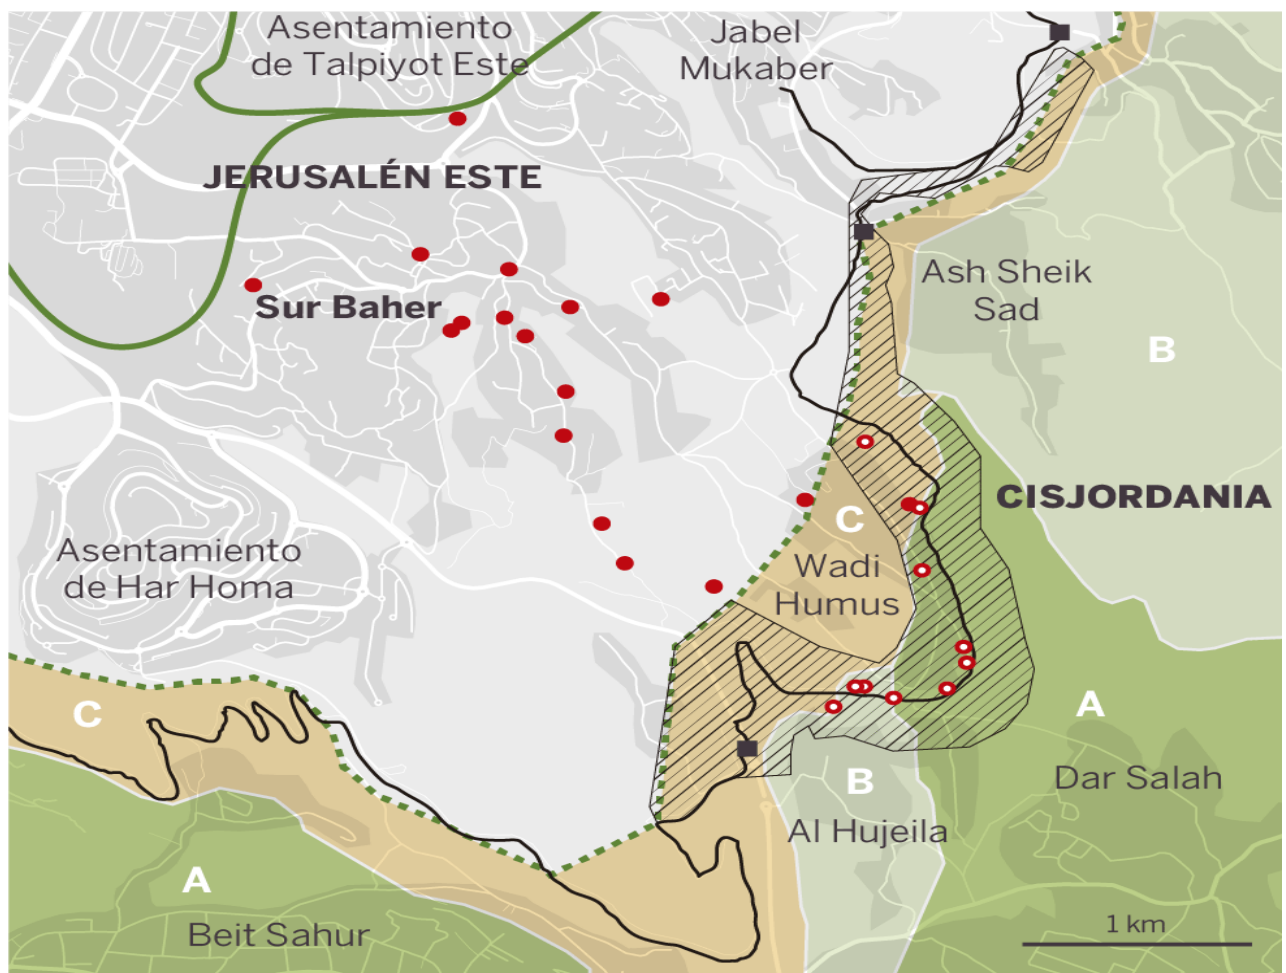 Asentamiento
de Talpiyot Este
Jabel
Mukaber
JERUSALÉN ESTE
Ash Sheik
Sad
Sur Baher
B
CISJORDANIA
C
Asentamiento
de Har Homa
Wadi
Humus
C
A
B
Dar Salah
Al Hujeila
A
Beit Sahur
1 km